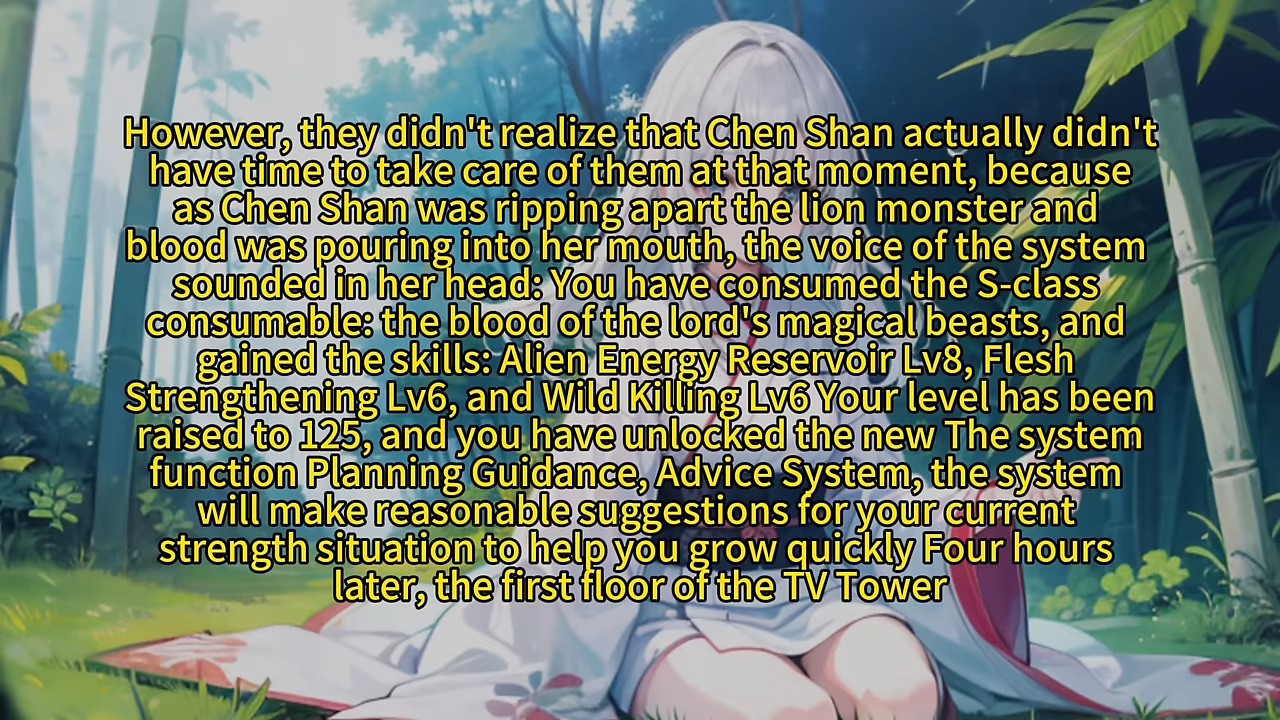 However, they didn't realize that Chen Shan actually didn't
have time to take care of them at that moment, because
as Chen Shan was ripping apart the lion monster and
blood was pouring into her mouth, the voice of the system
sounded in her head: You have consumed the S-class
consumable: the blood of the lord's magical beasts, and
gained the skills: Alien Energy Reservoir Lv8, Flesh
Strengthening Lv6, and Wild Killing Lv6 Your level has been
raised to 125, and you have unlocked the new The system
function Planning Guidance, Advice System, the system
will make reasonable suggestions for your current
strength situation to help you grow quickly Four hours
later, the first floor of the TV Tower